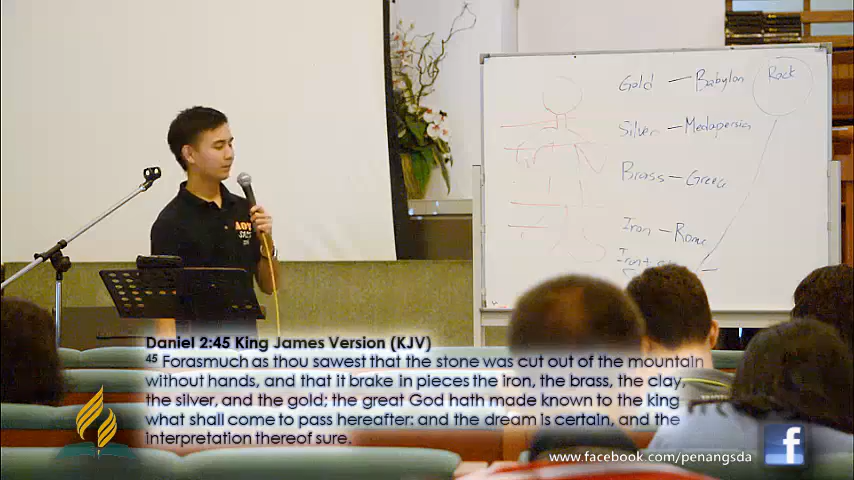 Gold — Babylon
Rock
Silver — Medapersia
Brass — Greece
Iron — Rome
Iron +
AOY
Daniel 2:45 King James Version (KJV)
45 Forasmuch as thou sawest that the stone was cut out of the mountain
without hands, and that it brake in pieces the iron, the brass, the clay,
the silver, and the gold; the great God hath made known to the king
what shall come to pass hereafter: and the dream is certain, and the
interpretation thereof sure.
www.facebook.com/penangsda
f